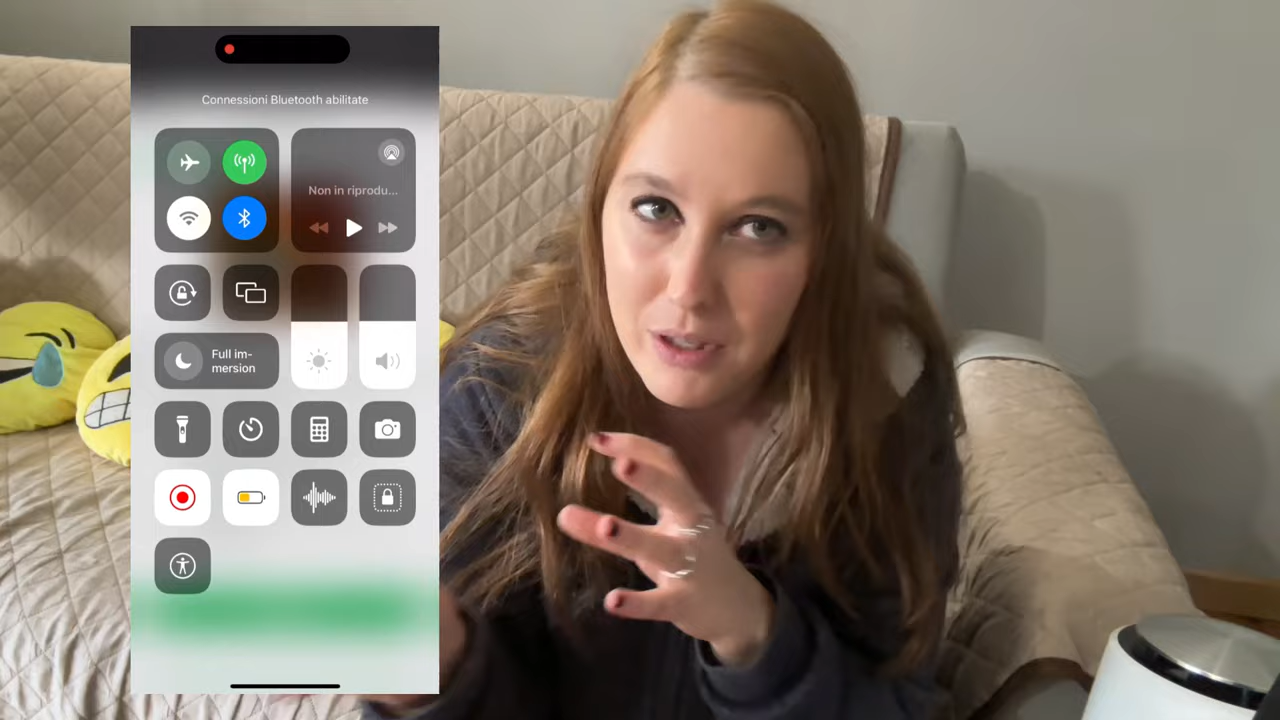 Connessioni Bluetooth abilitate
Non in riprodu...
Full im-
mersion